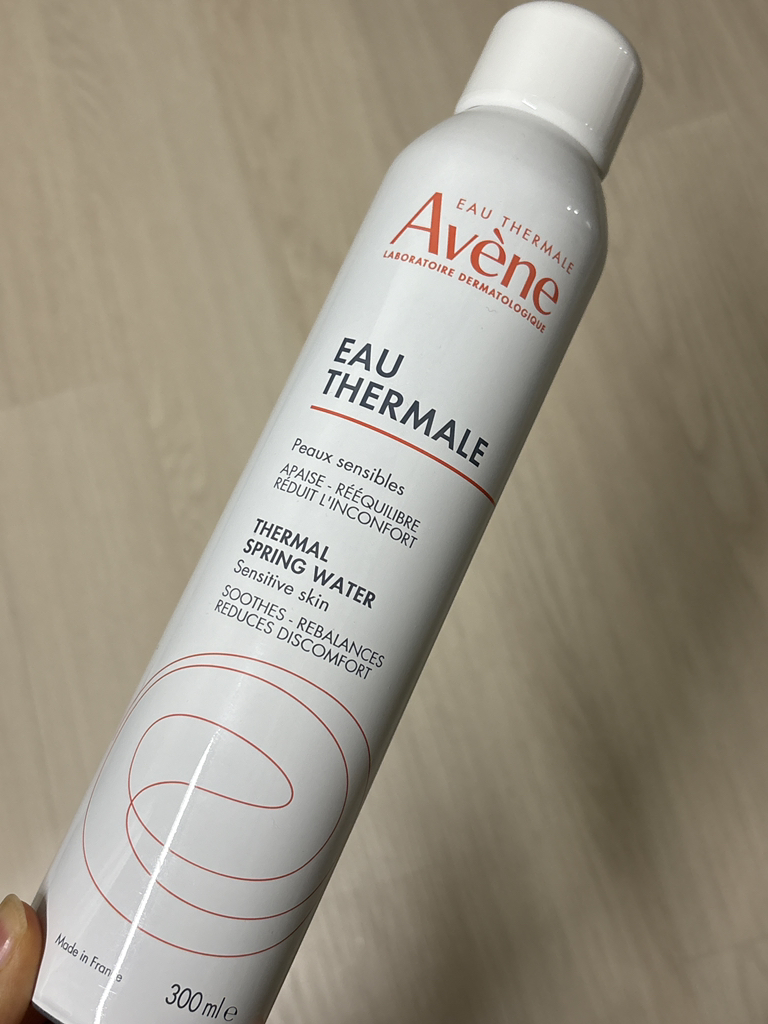 EAU THERMALE
Avène
LABORATOIRE DERMATOLOGIQUE
EAU
THERMALE
Peaux sensibles
APAISE - RÉÉQUILIBRE
RÉDUIT L'INCONFORT
THERMAL
SPRING WATER
Sensitive skin
SOOTHES - REBALANCES
REDUCES DISCOMFORT
Made in France
300 ml e